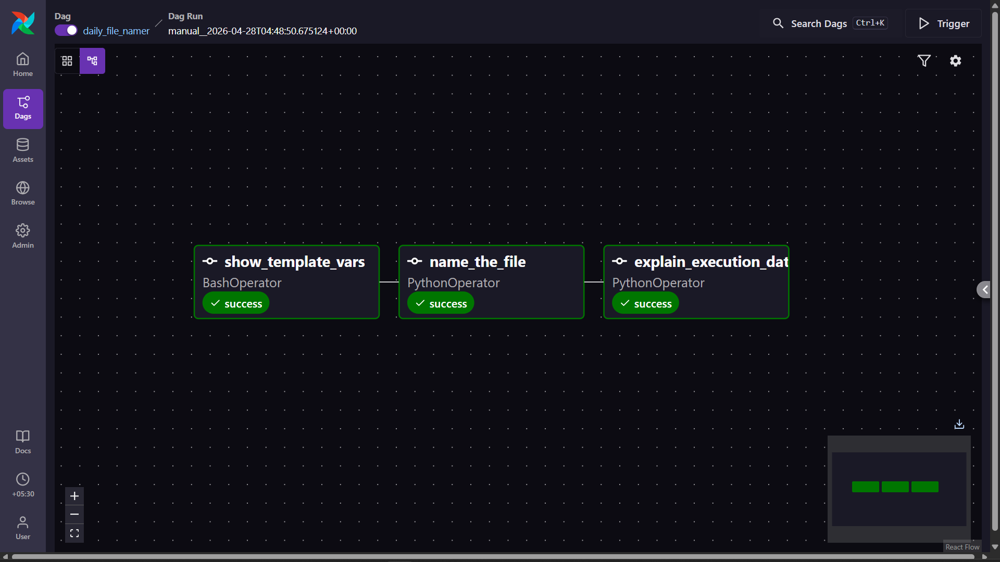 Dag
daily_file_namer
Dag Run
manual__2026-04-28T04:48:50.675124+00:00
Search Dags Ctrl+K
Trigger
Home
Dags
Assets
Browse
Admin
Docs
+05:30
User
show_template_vars
BashOperator
success
name_the_file
PythonOperator
success
explain_execution_dat
PythonOperator
success
React Flow